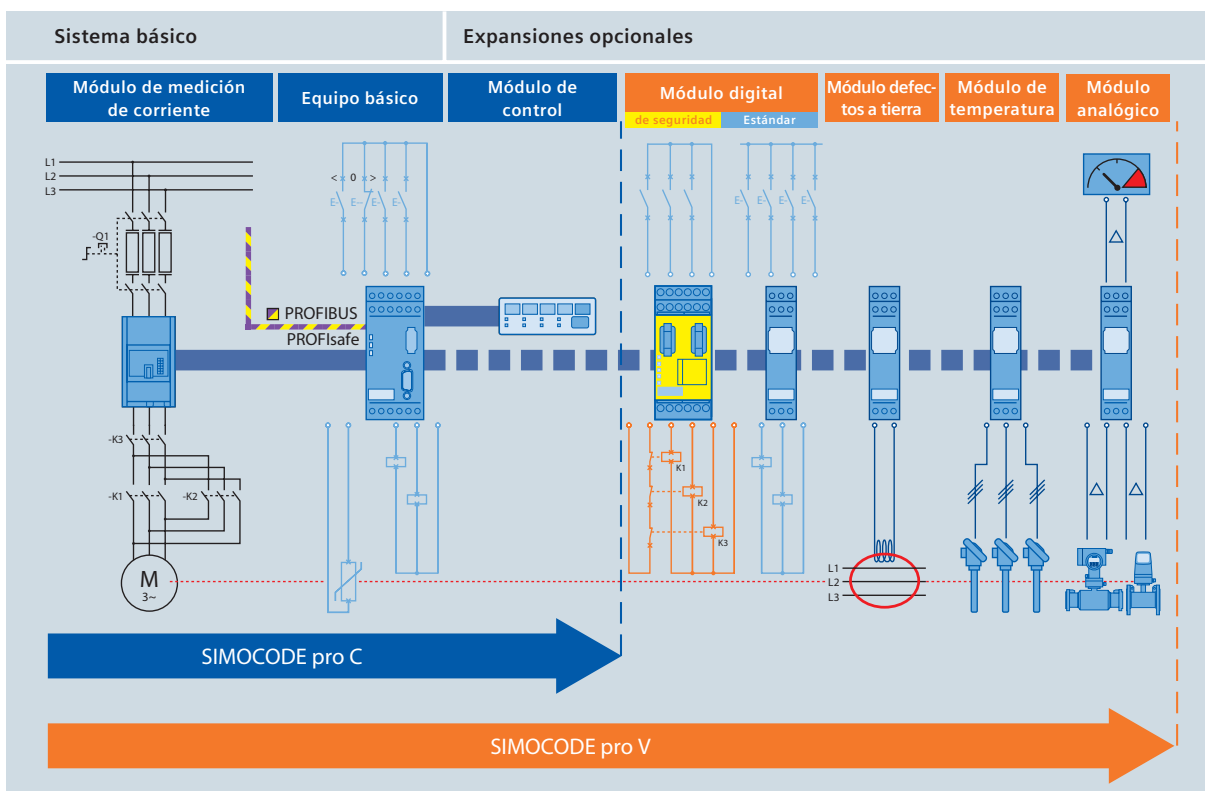 Sistema básico
Expansiones opcionales
Módulo de medición
de corriente
Equipo básico
Módulo de
control
Módulo digital
de seguridad
Estándar
Módulo defec-
tos a tierra
Módulo de
temperatura
Módulo
analógico
L1
L2
L3
-Q1
< 0 >
E- E-- E- E-
E- E- E- E-
PROFIBUS
PROFIsafe
-K3
-K1
-K2
M
3~
K1
K2
K3
L1
L2
L3
SIMOCODE pro C
SIMOCODE pro V